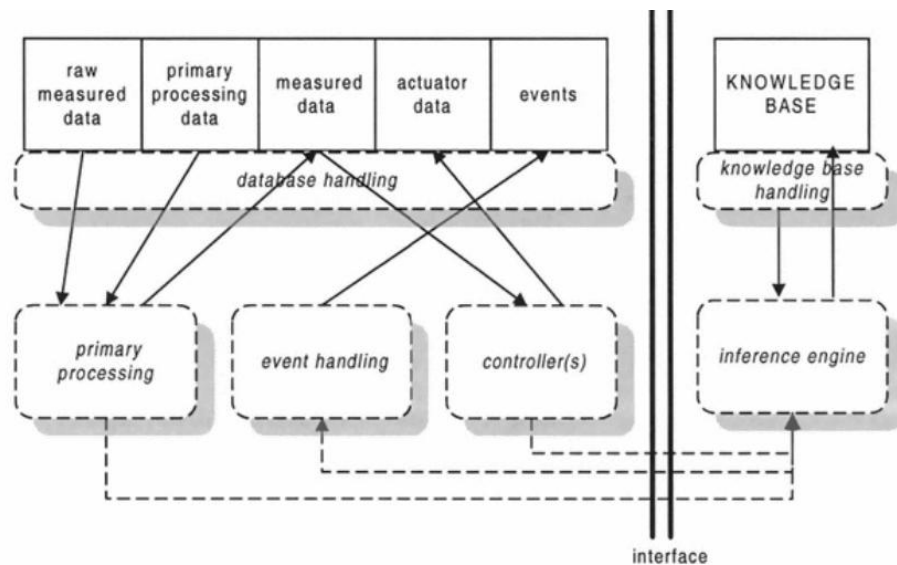 raw
measured
data
primary
processing
data
measured
data
actuator
data
events
KNOWLEDGE
BASE
database handling
knowledge base
handling
primary
processing
event handling
controller(s)
inference engine
interface